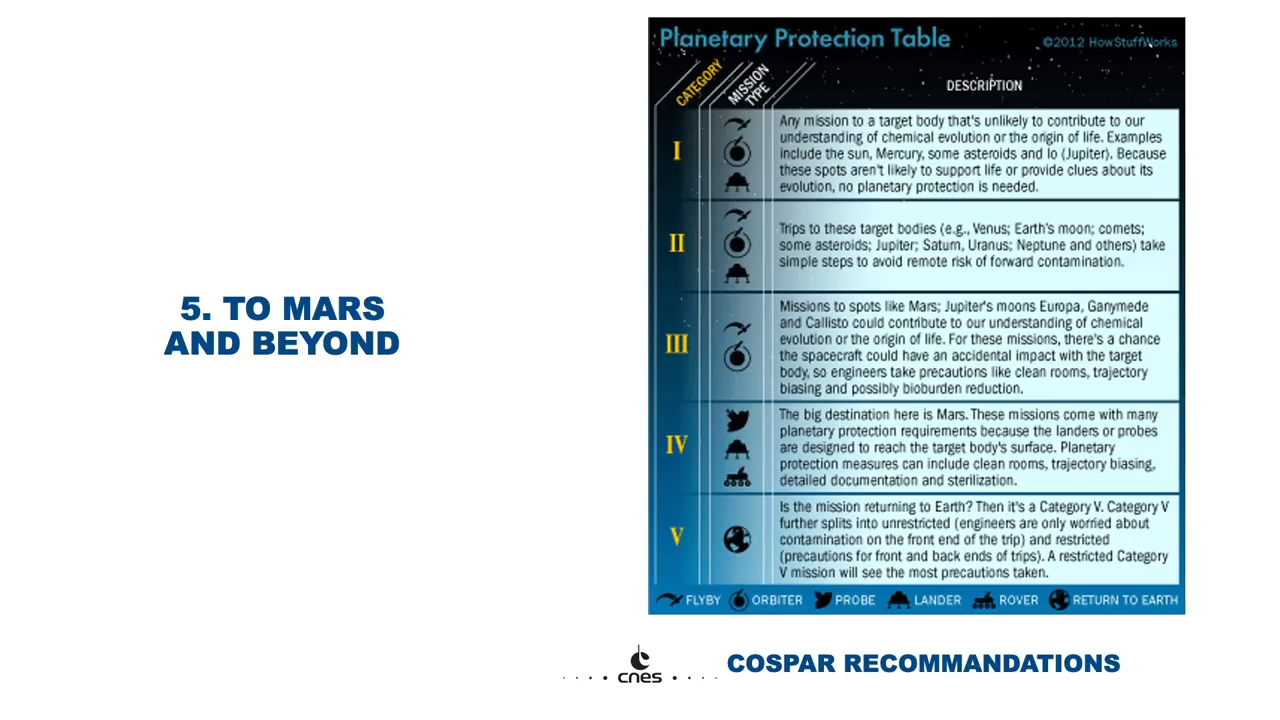 5. TO MARS
AND BEYOND
Planetary Protection Table
©2012 HowStuffWorks
CATEGORY
MISSION
TYPE
DESCRIPTION
I
Any mission to a target body that's unlikely to contribute to our
understanding of chemical evolution or the origin of life. Examples
include the sun, Mercury, some asteroids and Io (Jupiter). Because
these spots aren't likely to support life or provide clues about its
evolution, no planetary protection is needed.
II
Trips to these target bodies (e.g., Venus; Earth's moon; comets;
some asteroids; Jupiter; Saturn, Uranus; Neptune and others) take
simple steps to avoid remote risk of forward contamination.
III
Missions to spots like Mars; Jupiter's moons Europa, Ganymede
and Callisto could contribute to our understanding of chemical
evolution or the origin of life. For these missions, there's a chance
the spacecraft could have an accidental impact with the target
body, so engineers take precautions like clean rooms, trajectory
biasing and possibly bioburden reduction.
IV
The big destination here is Mars. These missions come with many
planetary protection requirements because the landers or probes
are designed to reach the target body's surface. Planetary
protection measures can include clean rooms, trajectory biasing,
detailed documentation and sterilization.
V
Is the mission returning to Earth? Then it's a Category V. Category V
further splits into unrestricted (engineers are only worried about
contamination on the front end of the trip) and restricted
(precautions for front and back ends of trips). A restricted Category
V mission will see the most precautions taken.
FLYBY ORBITER PROBE LANDER ROVER RETURN TO EARTH
cnes
COSPAR RECOMMANDATIONS